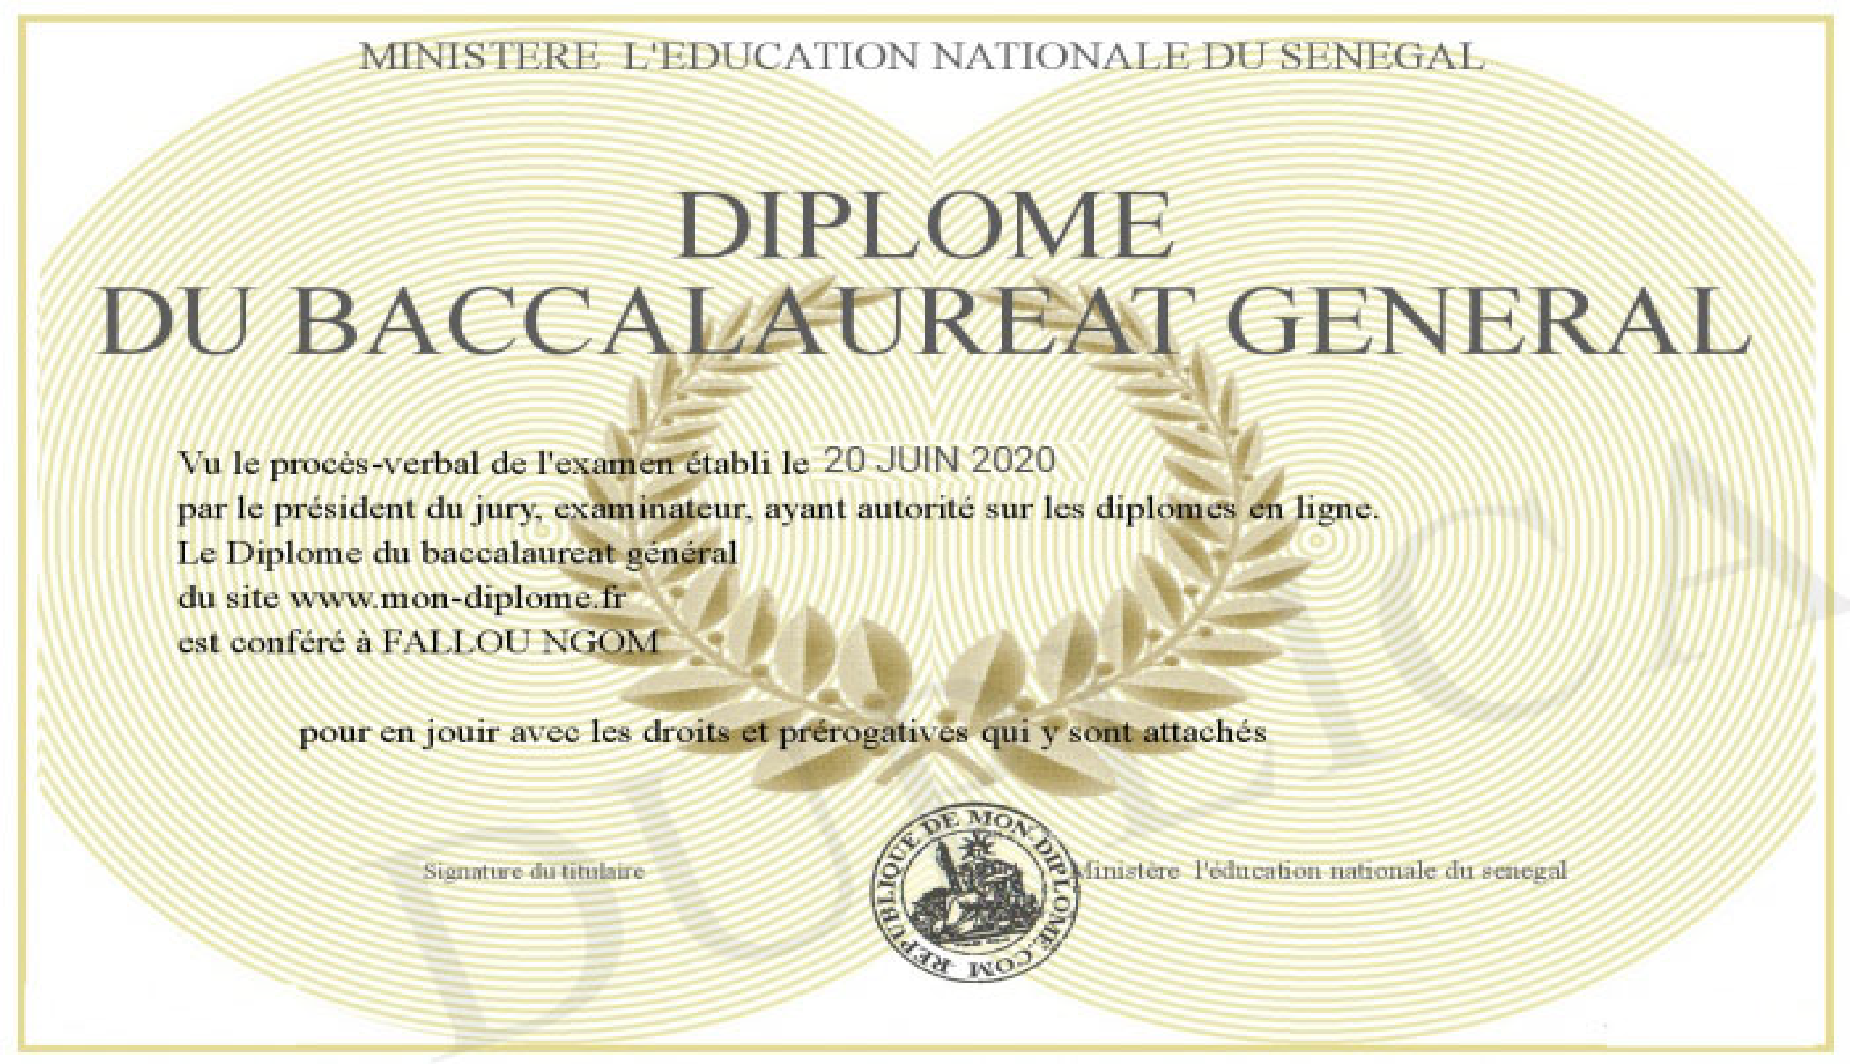 MINISTERE L'EDUCATION NATIONALE DU SENEGAL
DIPLOME
DU BACCALAUREAT GENERAL
Vu le procès-verbal de l'examen établi le 20 JUIN 2020
par le président du jury, examinateur, ayant autorité sur les diplomes en ligne.
Le Diplome du baccalaureat général
du site www.mon-diplome.fr
est conféré à FALLOU NGOM
pour en jouir avec les droits et prérogatives qui y sont attachés
Signature du titulaire
REPUBLIQUE DE MON-DIPLOME.COM
Ministère l'éducation nationale du senegal